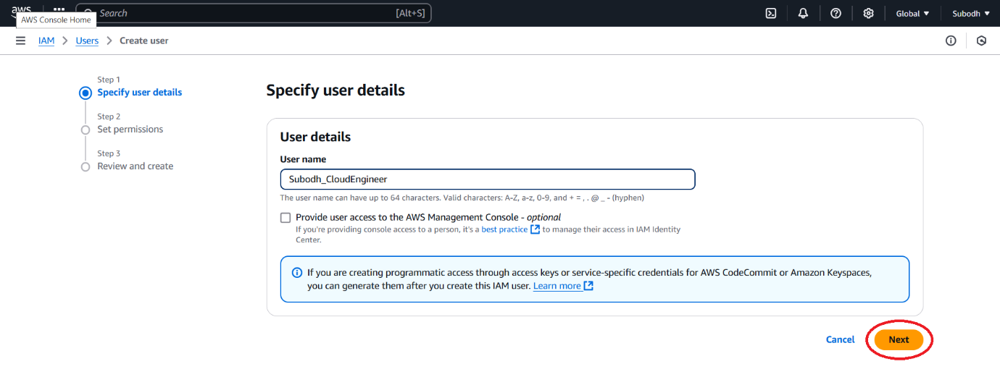 aws
Search [Alt+S] Global Subodh
AWS Console Home
IAM > Users > Create user
Step 1
Specify user details
Step 2
Set permissions
Step 3
Review and create
Specify user details
User details
User name
Subodh_CloudEngineer
The user name can have up to 64 characters. Valid characters: A-Z, a-z, 0-9, and + = , . @ _ - (hyphen)
Provide user access to the AWS Management Console - optional
If you're providing console access to a person, it's a best practice to manage their access in IAM Identity
Center.
If you are creating programmatic access through access keys or service-specific credentials for AWS CodeCommit or Amazon Keyspaces,
you can generate them after you create this IAM user. Learn more
Cancel Next